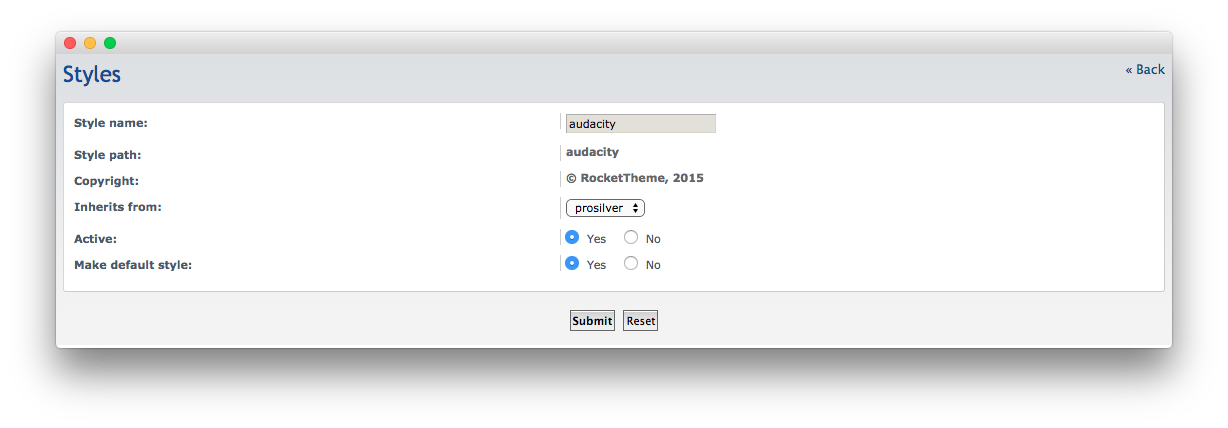 Styles
« Back
Style name: audacity
Style path: audacity
Copyright: © RocketTheme, 2015
Inherits from: prosilver
Active: Yes No
Make default style: Yes No
Submit Reset